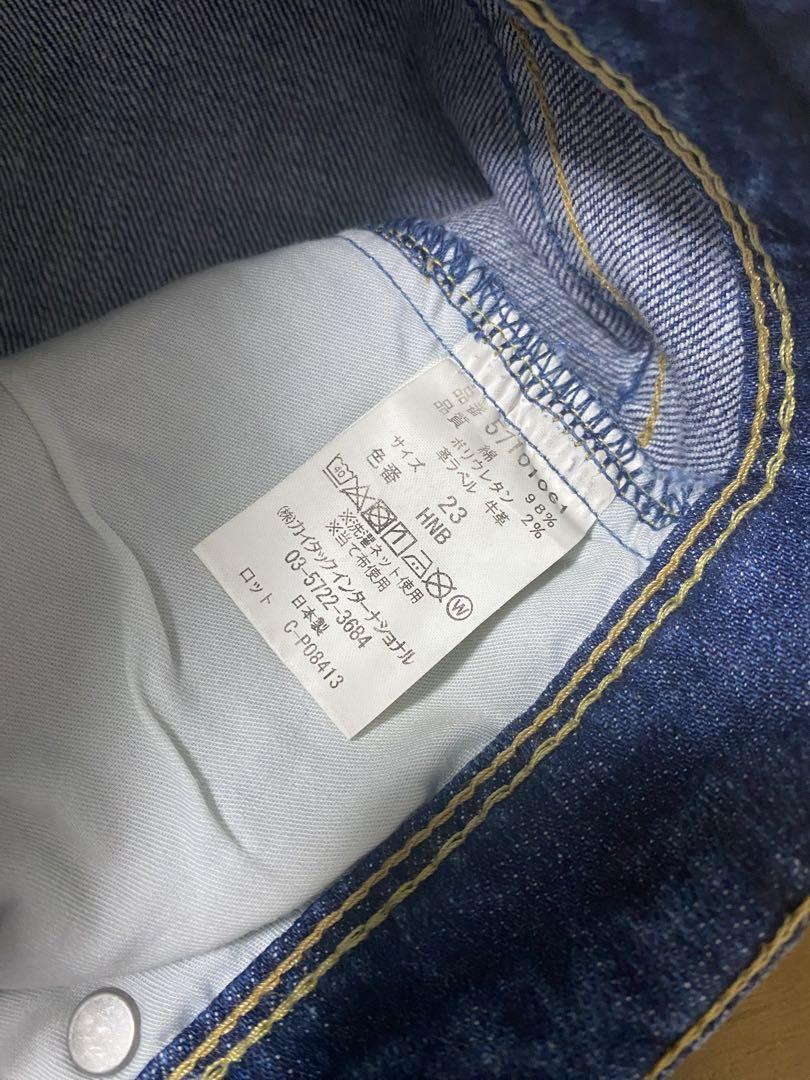 品番 57101061
品質 綿 98%
ポリウレタン 2%
革ラベル 牛革
サイズ 23
色番 HNB
40 W
※洗濯ネット使用
※当て布使用
㈱カイタックインターナショナル
03-5722-3684
日本製
ロット C-P08413